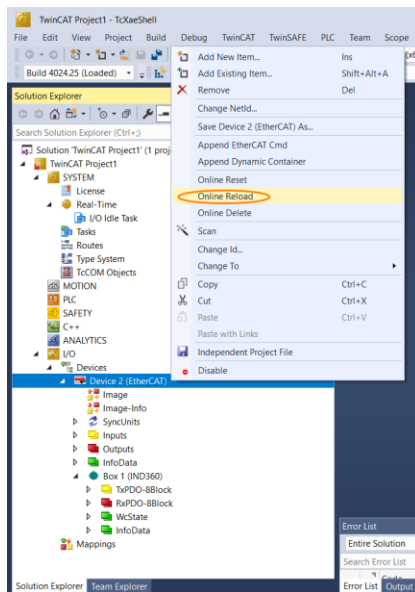 TwinCAT Project1 - TcXaeShell
File Edit View Project Build Debug TwinCAT TwinSAFE PLC Team Scope
Build 4024.25 (Loaded)
Solution Explorer
Search Solution Explorer (Ctrl+;)
Solution 'TwinCAT Project1' (1 proj
TwinCAT Project1
SYSTEM
License
Real-Time
I/O Idle Task
Tasks
Routes
Type System
TcCOM Objects
MOTION
PLC
SAFETY
C++
ANALYTICS
I/O
Devices
Device 2 (EtherCAT)
Image
Image-Info
SyncUnits
Inputs
Outputs
InfoData
Box 1 (IND360)
TxPDO-8Block
RxPDO-8Block
WcState
InfoData
Mappings
Solution Explorer Team Explorer
Add New Item... Ins
Add Existing Item... Shift+Alt+A
Remove Del
Change NetId...
Save Device 2 (EtherCAT) As...
Append EtherCAT Cmd
Append Dynamic Container
Online Reset
Online Reload
Online Delete
Scan
Change Id...
Change To
Copy Ctrl+C
Cut Ctrl+X
Paste Ctrl+V
Paste with Links
Independent Project File
Disable
Error List
Entire Solution
Search Error List
Error List Output